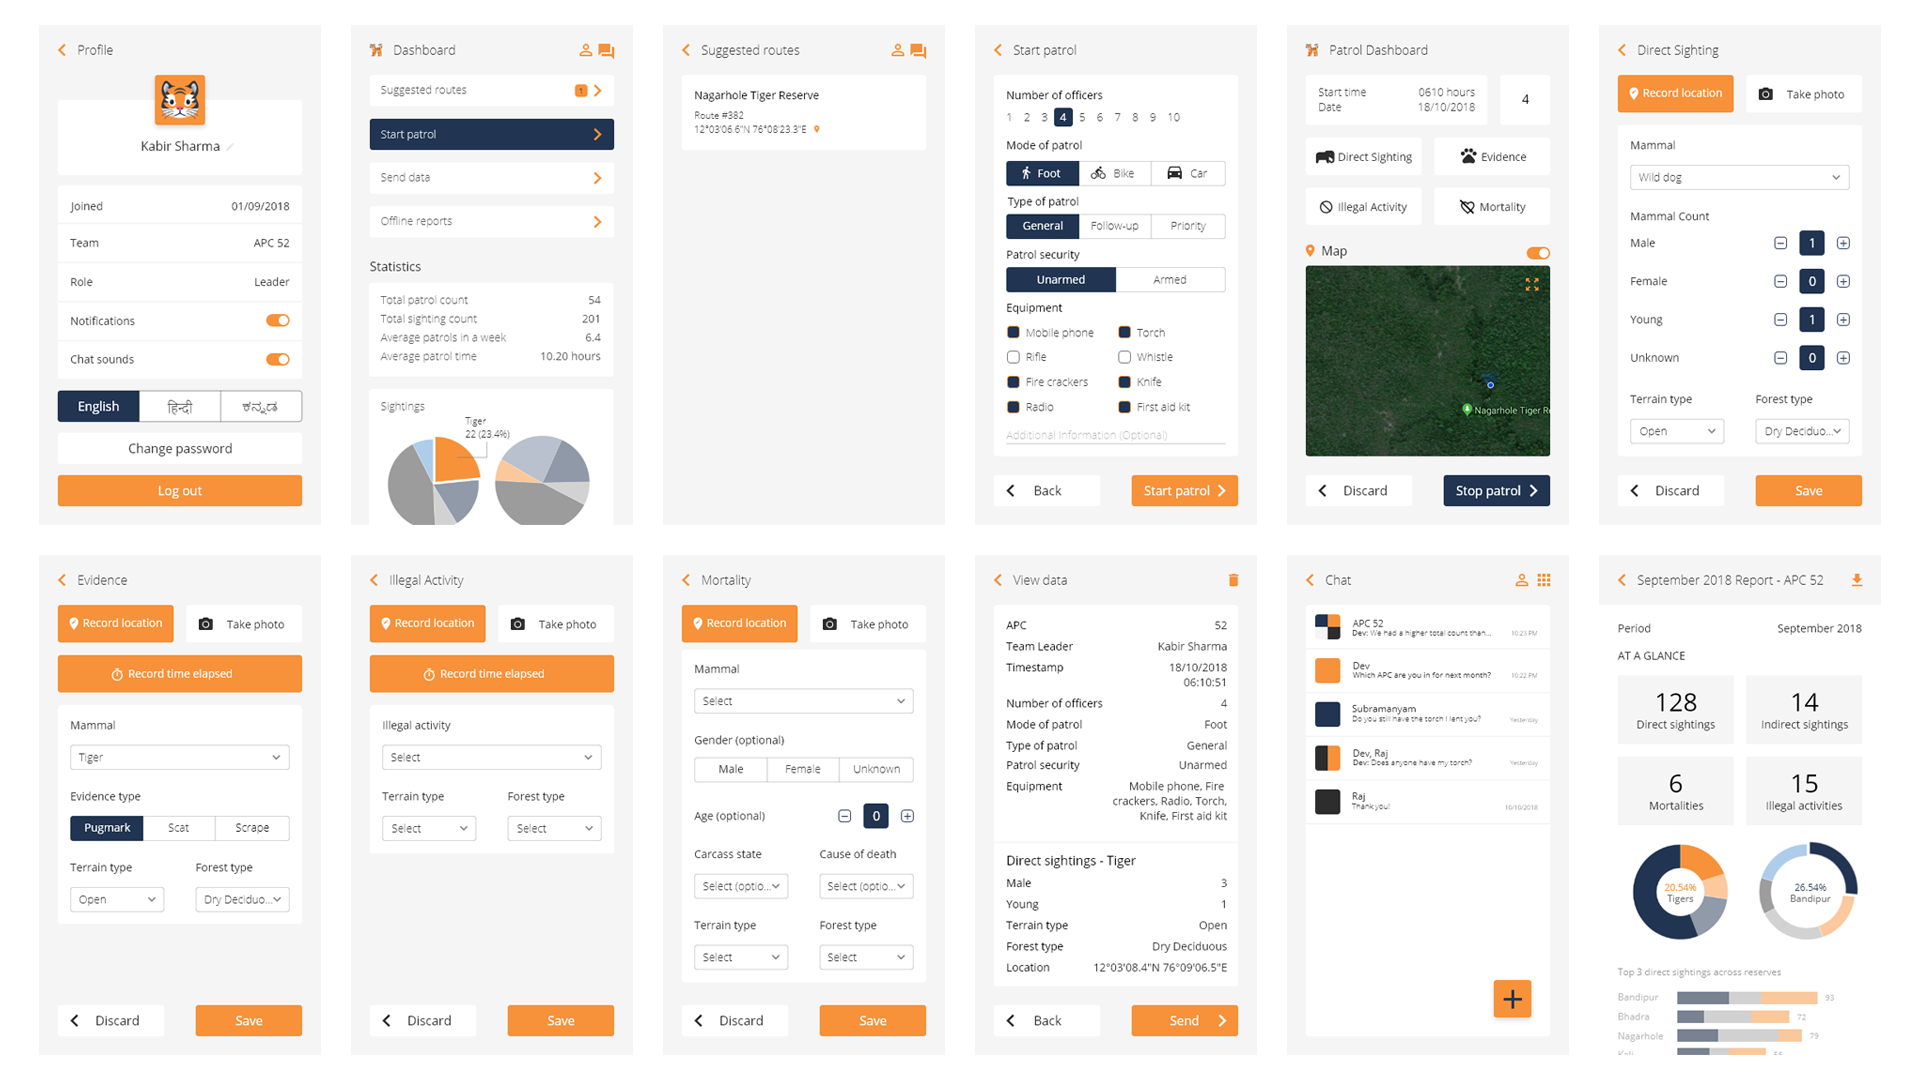 Profile
Kabir Sharma
Joined 01/09/2018
Team APC 52
Role Leader
Notifications
Chat sounds
English हिन्दी ಕನ್ನಡ
Change password
Log out
Dashboard
Suggested routes 1
Start patrol
Send data
Offline reports
Statistics
Total patrol count 54
Total sighting count 201
Average patrols in a week 6.4
Average patrol time 10.20 hours
Sightings
Tiger
22 (23.4%)
Suggested routes
Nagarhole Tiger Reserve
Route #382
12°03'06.6"N 76°08'23.3"E
Start patrol
Number of officers
1 2 3 4 5 6 7 8 9 10
Mode of patrol
Foot Bike Car
Type of patrol
General Follow-up Priority
Patrol security
Unarmed Armed
Equipment
Mobile phone Torch
Rifle Whistle
Fire crackers Knife
Radio First aid kit
Additional information (Optional)
Back Start patrol
Patrol Dashboard
Start time 0610 hours
Date 18/10/2018
4
Direct Sighting Evidence
Illegal Activity Mortality
Map
Nagarhole Tiger Re
Discard Stop patrol
Direct Sighting
Record location Take photo
Mammal
Wild dog
Mammal Count
Male 1
Female 0
Young 1
Unknown 0
Terrain type Forest type
Open Dry Deciduo...
Discard Save
Evidence
Record location Take photo
Record time elapsed
Mammal
Tiger
Evidence type
Pugmark Scat Scrape
Terrain type Forest type
Open Dry Deciduo...
Discard Save
Illegal Activity
Record location Take photo
Record time elapsed
Illegal activity
Select
Terrain type Forest type
Select Select
Discard Save
Mortality
Record location Take photo
Mammal
Select
Gender (optional)
Male Female Unknown
Age (optional) 0
Carcass state Cause of death
Select (optio... Select (optio...
Terrain type Forest type
Select Select
Discard Save
View data
APC 52
Team Leader Kabir Sharma
Timestamp 18/10/2018
06:10:51
Number of officers 4
Mode of patrol Foot
Type of patrol General
Patrol security Unarmed
Equipment Mobile phone, Fire
crackers, Radio, Torch,
Knife, First aid kit
Direct sightings - Tiger
Male 3
Young 1
Terrain type Open
Forest type Dry Deciduous
Location 12°03'08.4"N 76°09'06.5"E
Back Send
Chat
APC 52
Dev: We had a higher total count than... 10:23 PM
Dev
Which APC are you in for next month? 10:22 PM
Subramanyam
Do you still have the torch I lent you? Yesterday
Dev, Raj
Dev: Does anyone have my torch? Yesterday
Raj
Thank you! 10/10/2018
September 2018 Report - APC 52
Period September 2018
AT A GLANCE
128 14
Direct sightings Indirect sightings
6 15
Mortalities Illegal activities
20.54% 26.54%
Tigers Bandipur
Top 3 direct sightings across reserves
Bandipur 93
Bhadra 72
Nagarhole 79